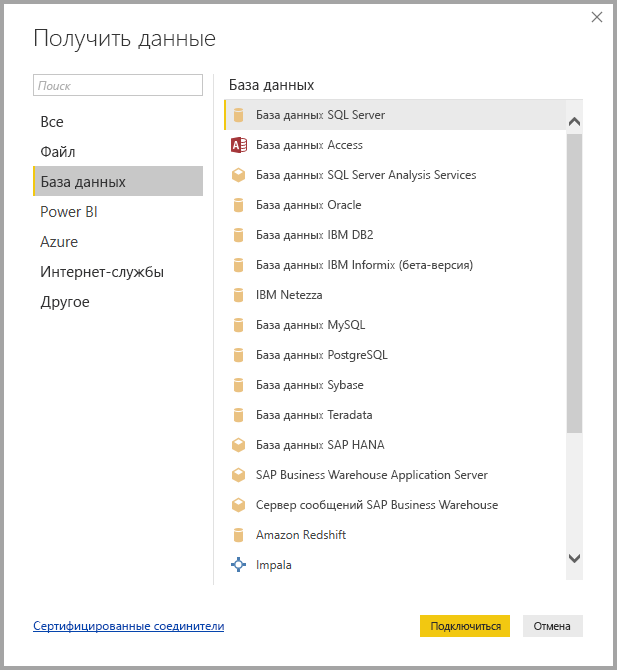 Получить данные
Поиск
Все
Файл
База данных
Power BI
Azure
Интернет-службы
Другое
База данных
База данных SQL Server
A
База данных Access
База данных SQL Server Analysis Services
База данных Oracle
База данных IBM DB2
База данных IBM Informix (бета-версия)
IBM Netezza
База данных MySQL
База данных PostgreSQL
База данных Sybase
База данных Teradata
База данных SAP HANA
SAP Business Warehouse Application Server
Сервер сообщений SAP Business Warehouse
Amazon Redshift
Impala
Сертифицированные соединители
Подключиться
Отмена